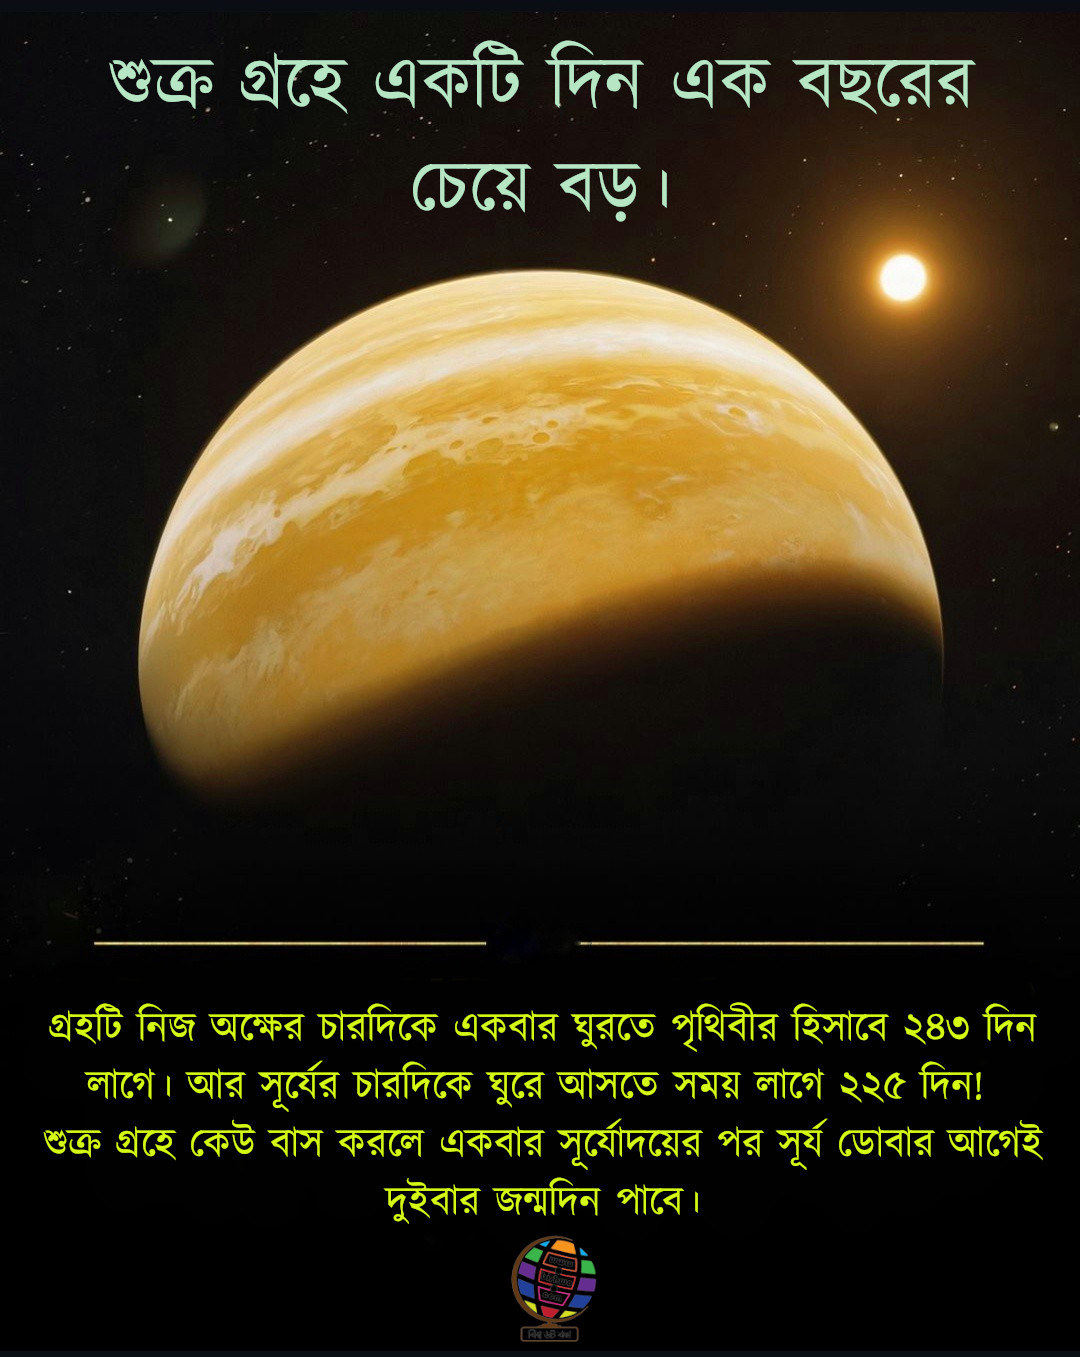 শুক্র গ্রহে একটি দিন এক বছরের
চেয়ে বড়।
গ্রহটি নিজ অক্ষের চারদিকে একবার ঘুরতে পৃথিবীর হিসাবে ২৪৩ দিন
লাগে। আর সূর্যের চারদিকে ঘুরে আসতে সময় লাগে ২২৫ দিন!
শুক্র গ্রহে কেউ বাস করলে একবার সূর্যোদয়ের পর সূর্য ডোবার আগেই
দুইবার জন্মদিন পাবে।